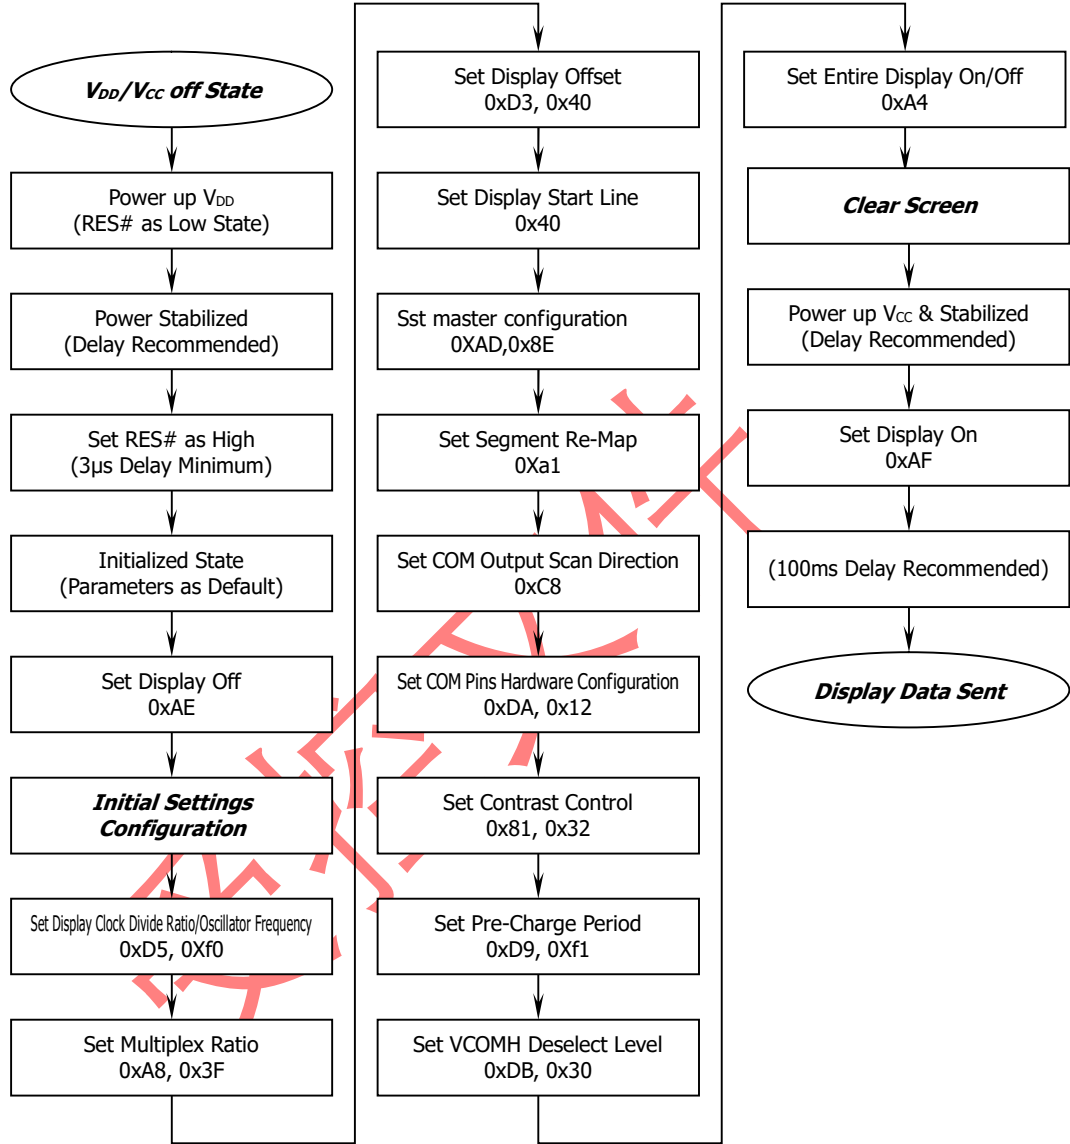 V_DD/V_CC off State
Power up V_DD
(RES# as Low State)
Power Stabilized
(Delay Recommended)
Set RES# as High
(3μs Delay Minimum)
Initialized State
(Parameters as Default)
Set Display Off
0xAE
Initial Settings
Configuration
Set Display Clock Divide Ratio/Oscillator Frequency
0xD5, 0Xf0
Set Multiplex Ratio
0xA8, 0x3F
Set Display Offset
0xD3, 0x40
Set Display Start Line
0x40
Sst master configuration
0XAD,0x8E
Set Segment Re-Map
0Xa1
Set COM Output Scan Direction
0xC8
Set COM Pins Hardware Configuration
0xDA, 0x12
Set Contrast Control
0x81, 0x32
Set Pre-Charge Period
0xD9, 0Xf1
Set VCOMH Deselect Level
0xDB, 0x30
Set Entire Display On/Off
0xA4
Clear Screen
Power up V_CC & Stabilized
(Delay Recommended)
Set Display On
0xAF
(100ms Delay Recommended)
Display Data Sent